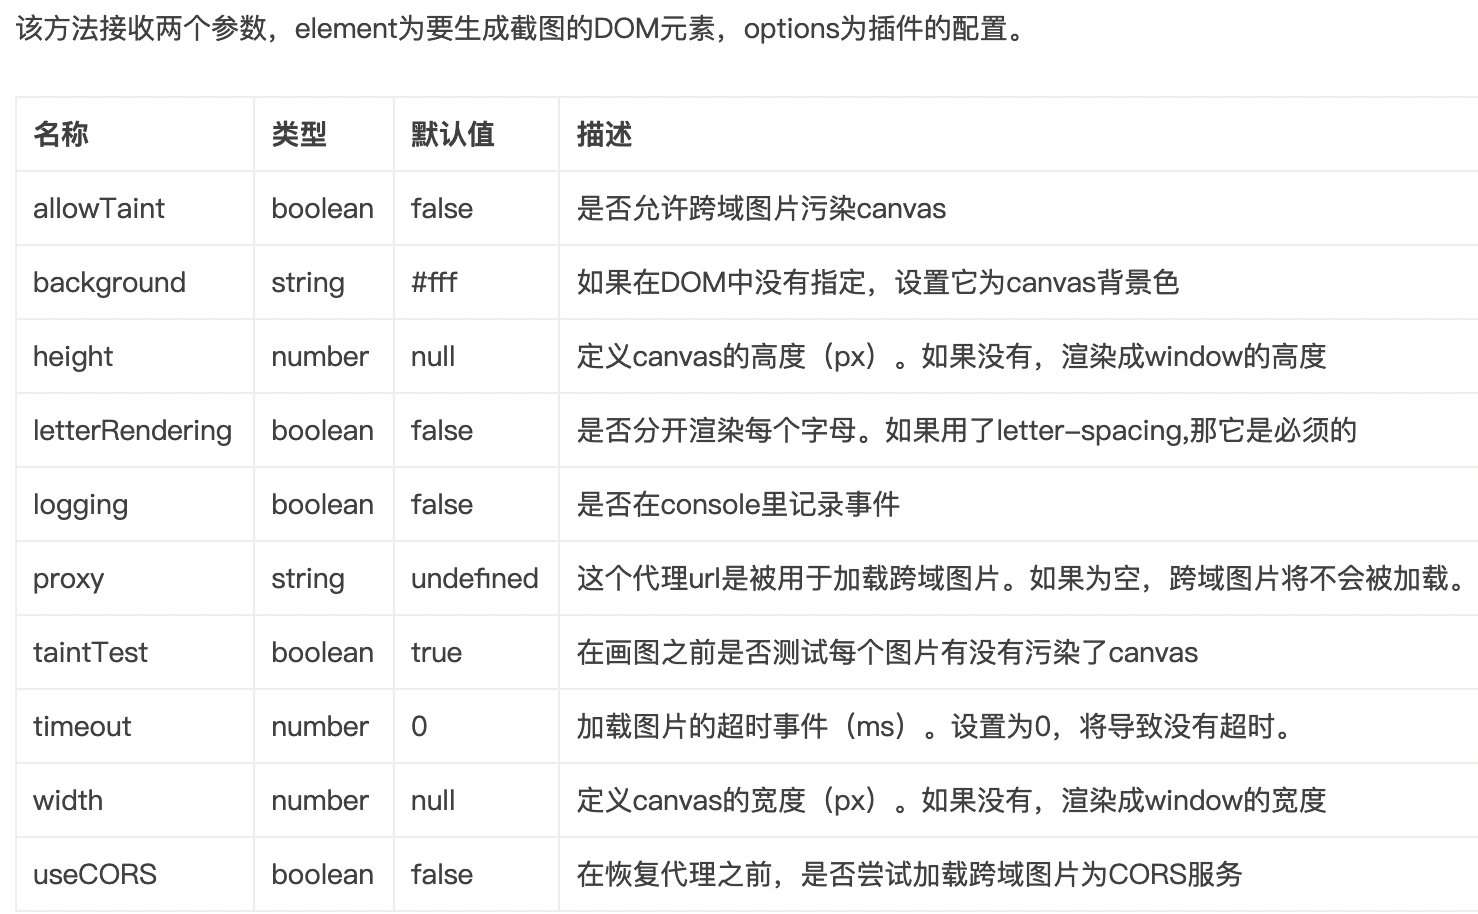 该方法接收两个参数，element为要生成截图的DOM元素，options为插件的配置。
名称 类型 默认值 描述
allowTaint boolean false 是否允许跨域图片污染canvas
background string #fff 如果在DOM中没有指定，设置它为canvas背景色
height number null 定义canvas的高度（px）。如果没有，渲染成window的高度
letterRendering boolean false 是否分开渲染每个字母。如果用了letter-spacing,那它是必须的
logging boolean false 是否在console里记录事件
proxy string undefined 这个代理url是被用于加载跨域图片。如果为空，跨域图片将不会被加载。
taintTest boolean true 在画图之前是否测试每个图片有没有污染了canvas
timeout number 0 加载图片的超时事件（ms）。设置为0，将导致没有超时。
width number null 定义canvas的宽度（px）。如果没有，渲染成window的宽度
useCORS boolean false 在恢复代理之前，是否尝试加载跨域图片为CORS服务